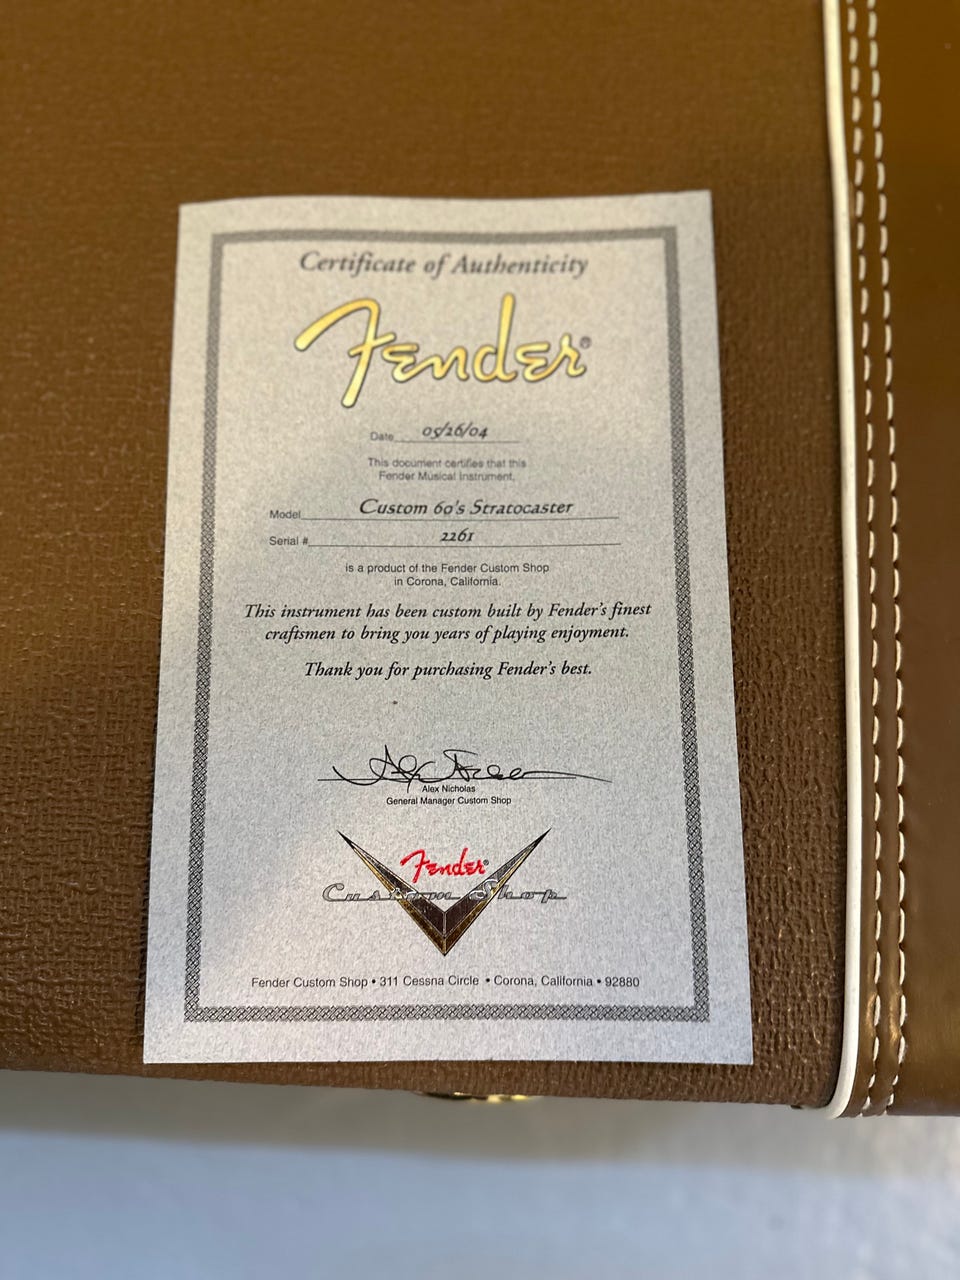 Certificate of Authenticity
Fender®
Date 05/26/04
This document certifies that this
Fender Musical Instrument,
Model Custom 60's Stratocaster
Serial # 2261
is a product of the Fender Custom Shop
in Corona, California.
This instrument has been custom built by Fender's finest
craftsmen to bring you years of playing enjoyment.
Thank you for purchasing Fender's best.
Alex Nicholas
General Manager Custom Shop
Fender®
Custom Shop
Fender Custom Shop • 311 Cessna Circle • Corona, California • 92880